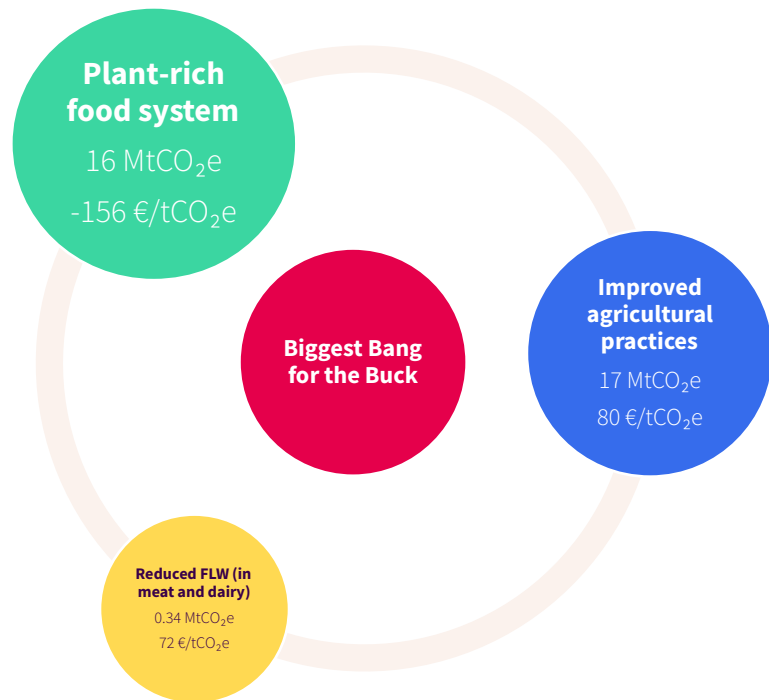 Plant-rich
food system
16 MtCO₂e
-156 €/tCO₂e
Improved
agricultural
practices
17 MtCO₂e
80 €/tCO₂e
Biggest Bang
for the Buck
Reduced FLW (in
meat and dairy)
0.34 MtCO₂e
72 €/tCO₂e